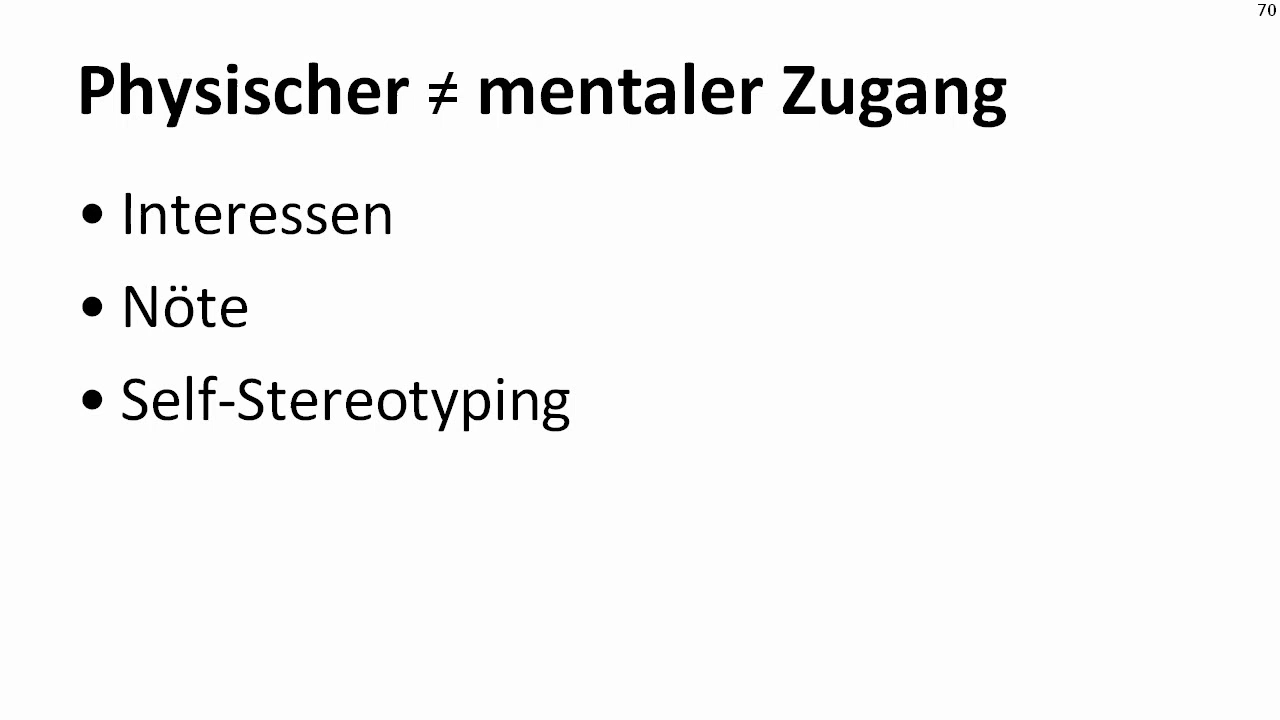 70
Physischer ≠ mentaler Zugang
• Interessen
• Nöte
• Self-Stereotyping